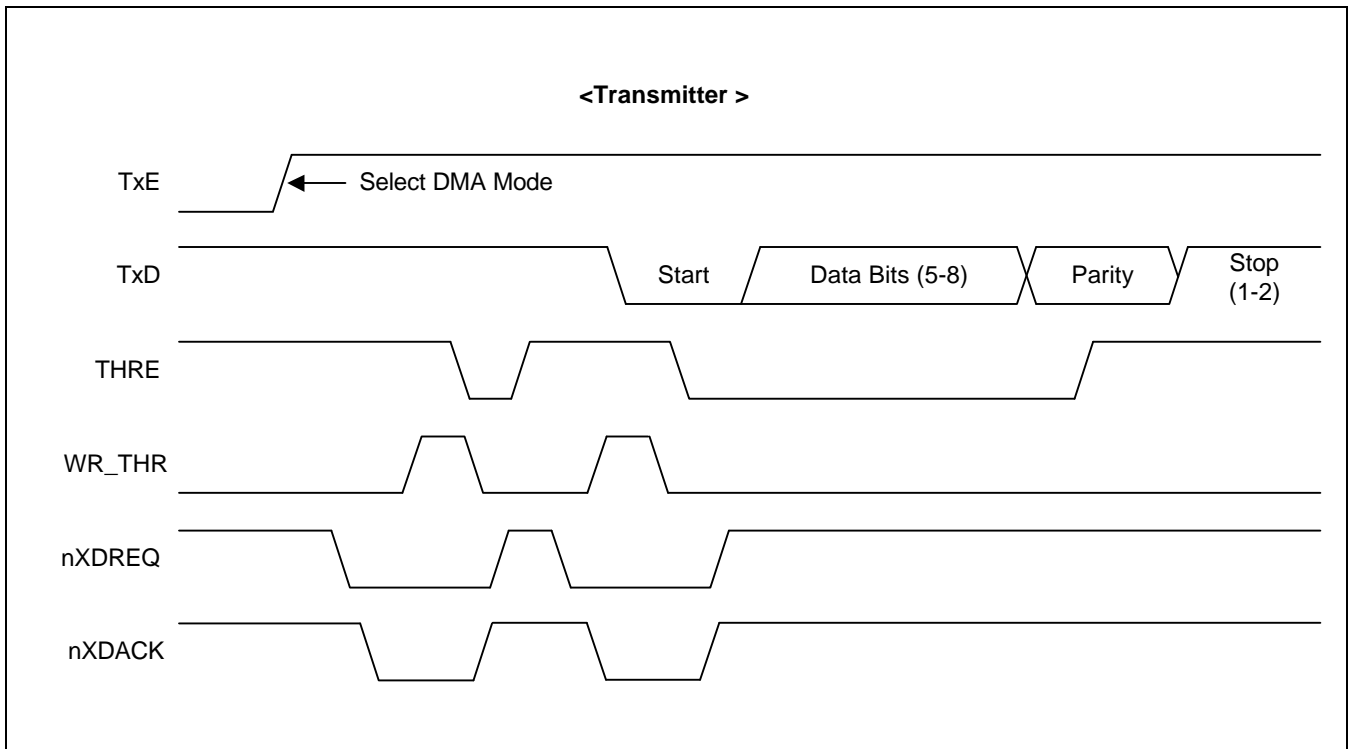 <Transmitter >
TxE
Select DMA Mode
TxD
Start
Data Bits (5-8)
Parity
Stop
(1-2)
THRE
WR_THR
nXDREQ
nXDACK